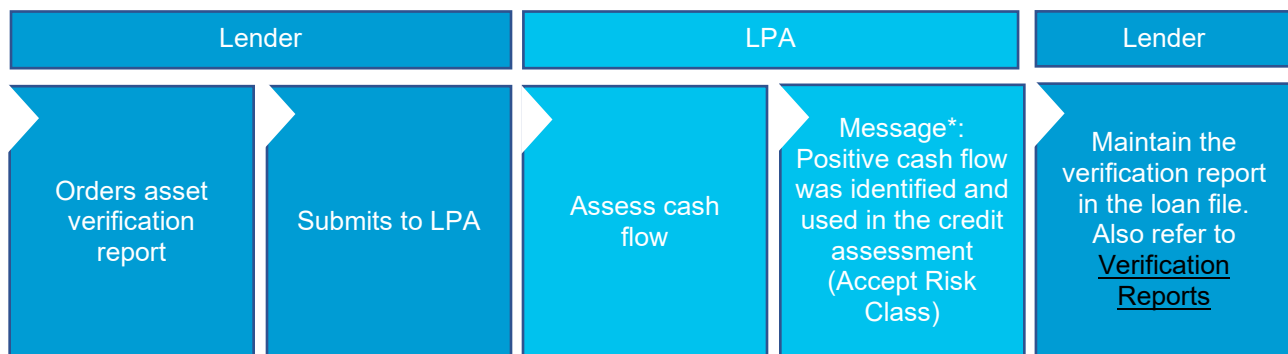 Lender
LPA
Lender
Orders asset
verification
report
Submits to LPA
Assess cash
flow
Message*:
Positive cash flow
was identified and
used in the credit
assessment
(Accept Risk
Class)
Maintain the
verification report
in the loan file.
Also refer to
Verification
Reports